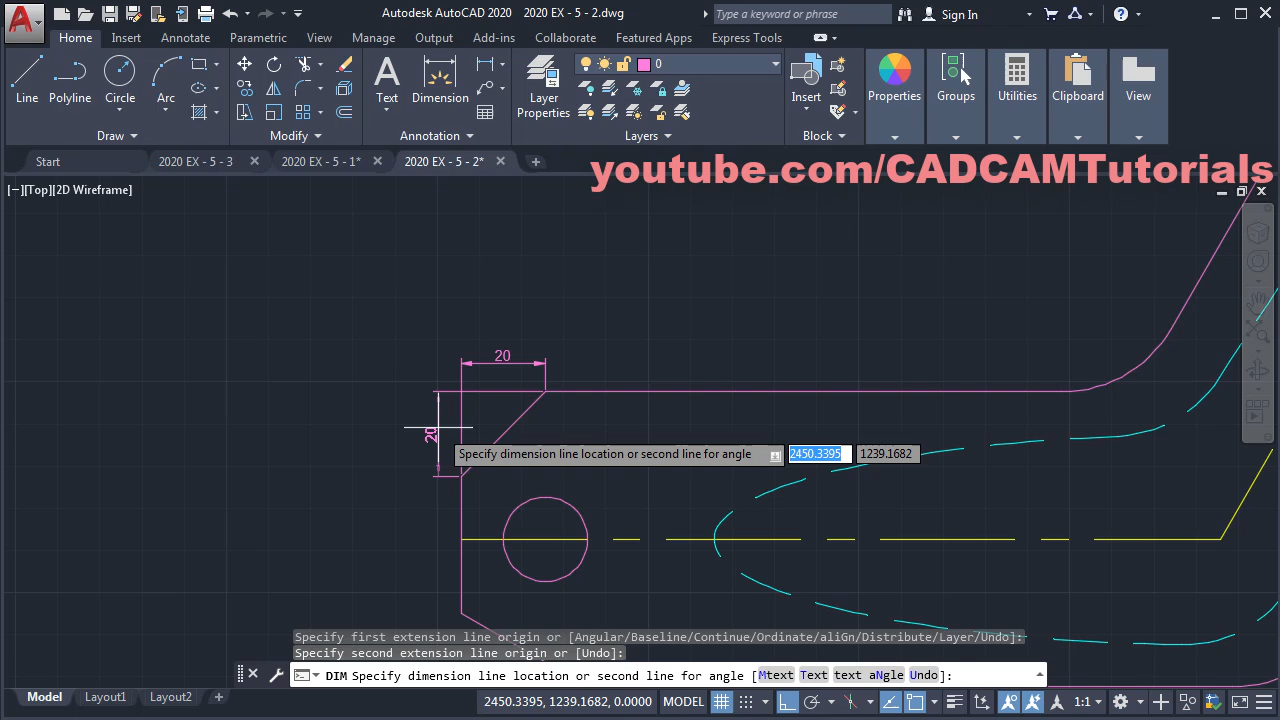 Autodesk AutoCAD 2020 2020 EX - 5 - 2.dwg
Type a keyword or phrase
Sign In
Home Insert Annotate Parametric View Manage Output Add-ins Collaborate Featured Apps Express Tools
0
Line Polyline Circle Arc
Text Dimension
Layer
Properties
Insert
Properties Groups Utilities Clipboard View
Draw Modify Annotation Layers Block
Start 2020 EX - 5 - 3 2020 EX - 5 - 1* 2020 EX - 5 - 2*
youtube.com/CADCAMTutorials
[−][Top][2D Wireframe]
20
20
Specify dimension line location or second line for angle 2450.3395 1239.1682
Specify first extension line origin or [Angular/Baseline/Continue/Ordinate/aliGn/Distribute/Layer/Undo]:
Specify second extension line origin or [Undo]:
DIM Specify dimension line location or second line for angle [Mtext Text text aNgle Undo]:
Model Layout1 Layout2
2450.3395, 1239.1682, 0.0000 MODEL 1:1